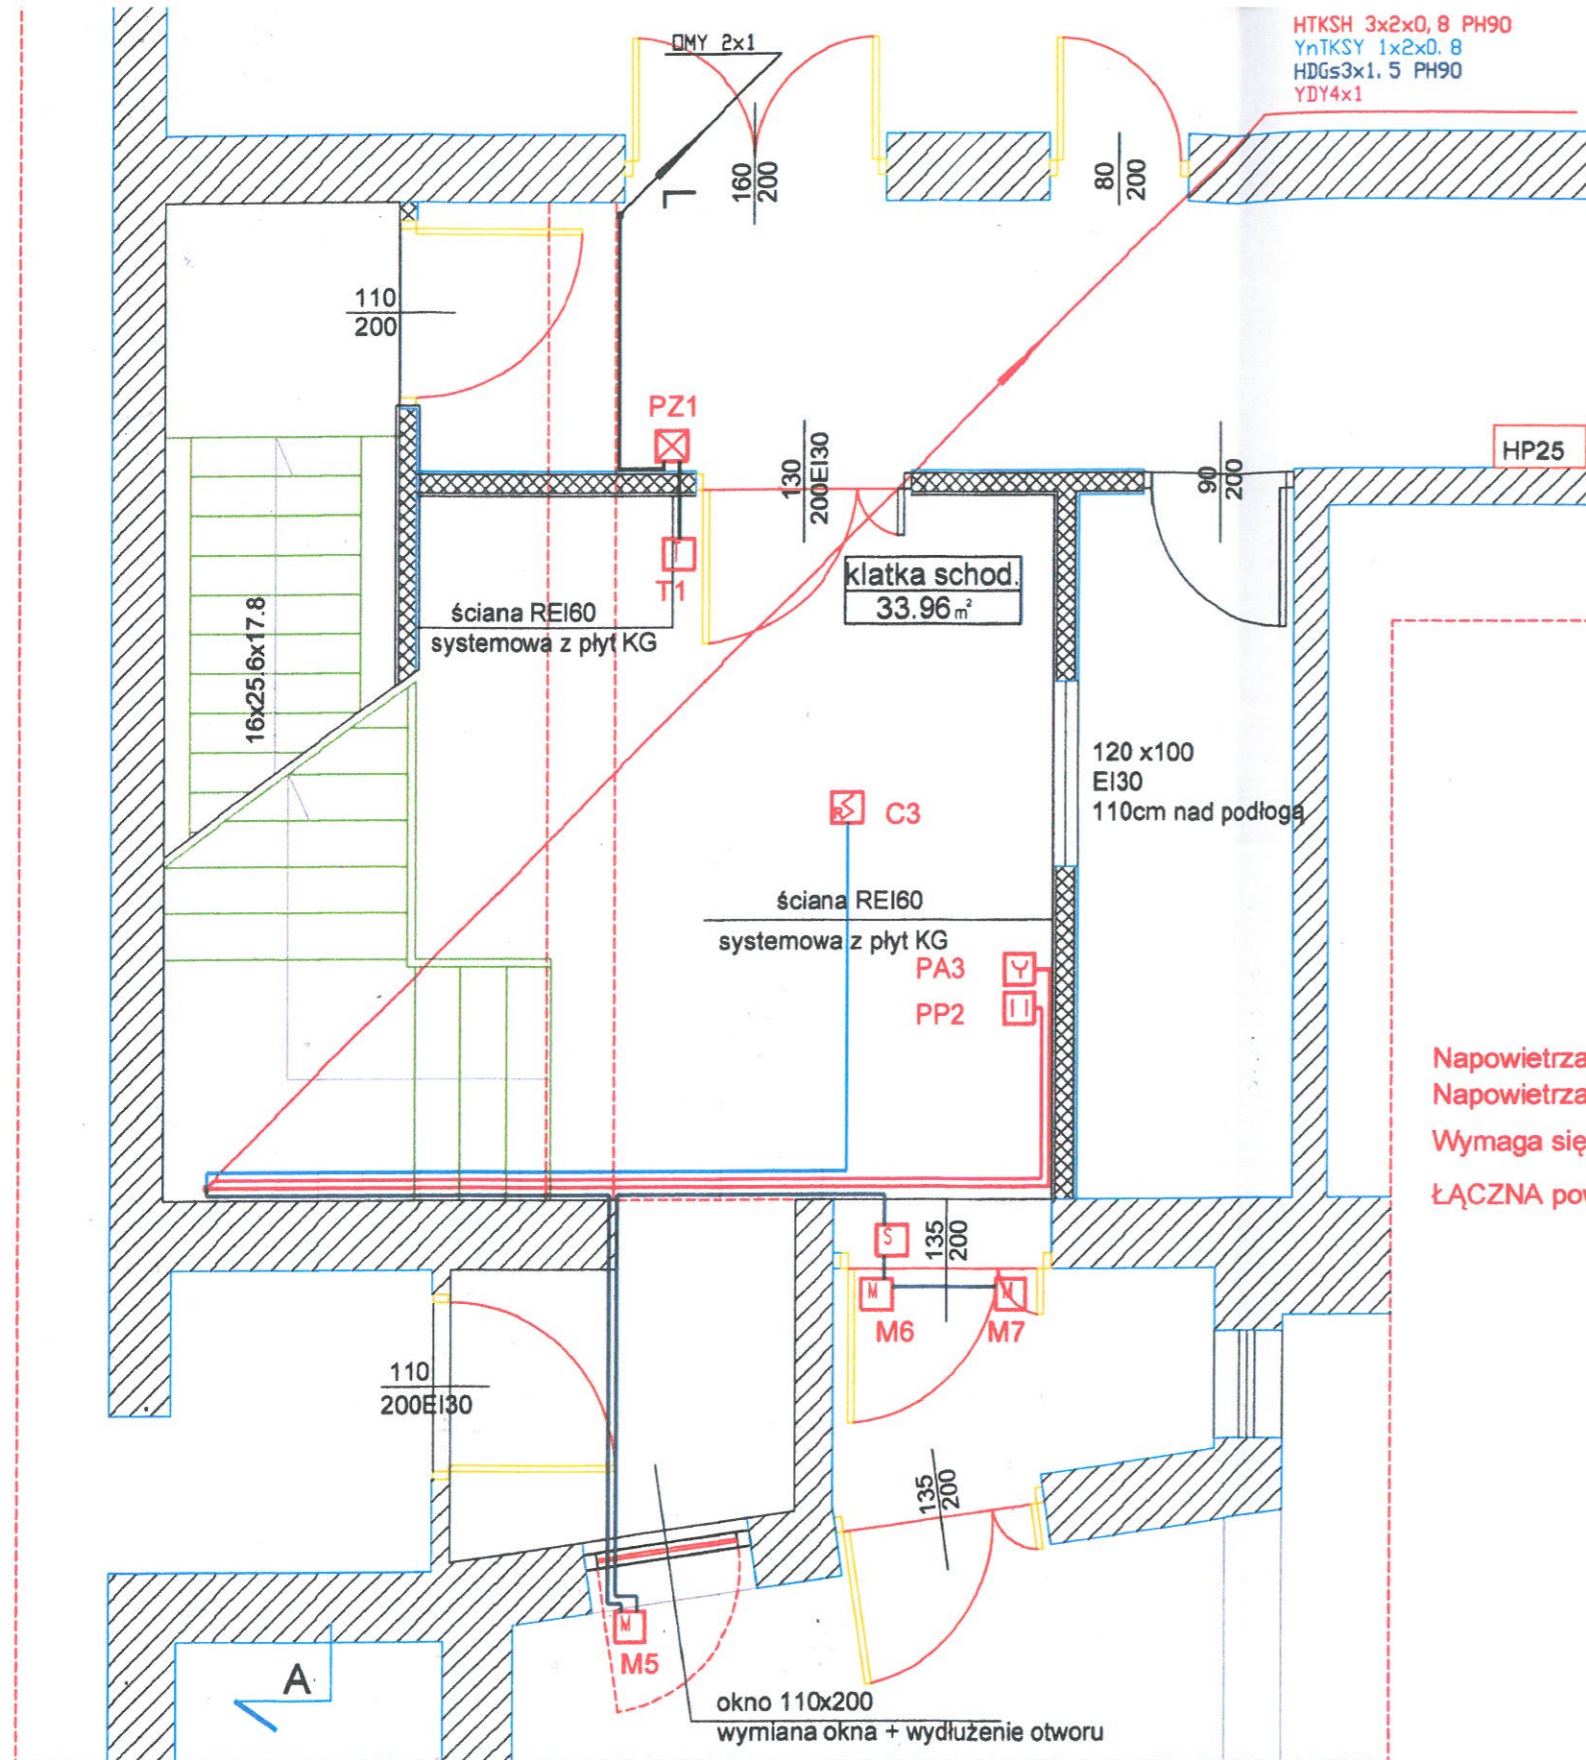 OMY 2x1
HTKSH 3x2x0,8 PH90
YnTKSY 1x2x0.8
HDGs3x1.5 PH90
YDY4x1
160
200
80
200
L
110
200
PZ1
130
200EI30
90
200
HP25
T1
klatka schod.
33.96 m²
ściana REI60
systemowa z płyt KG
16x25.6x17.8
120 x100
EI30
110cm nad podłogą
R
C3
ściana REI60
systemowa z płyt KG
PA3
Y
PP2
Napowietrza
Napowietrza
Wymaga się
ŁĄCZNA pow
S
135
200
M
M
M6
M7
110
200EI30
135
200
M
M5
A
okno 110x200
wymiana okna + wydłużenie otworu